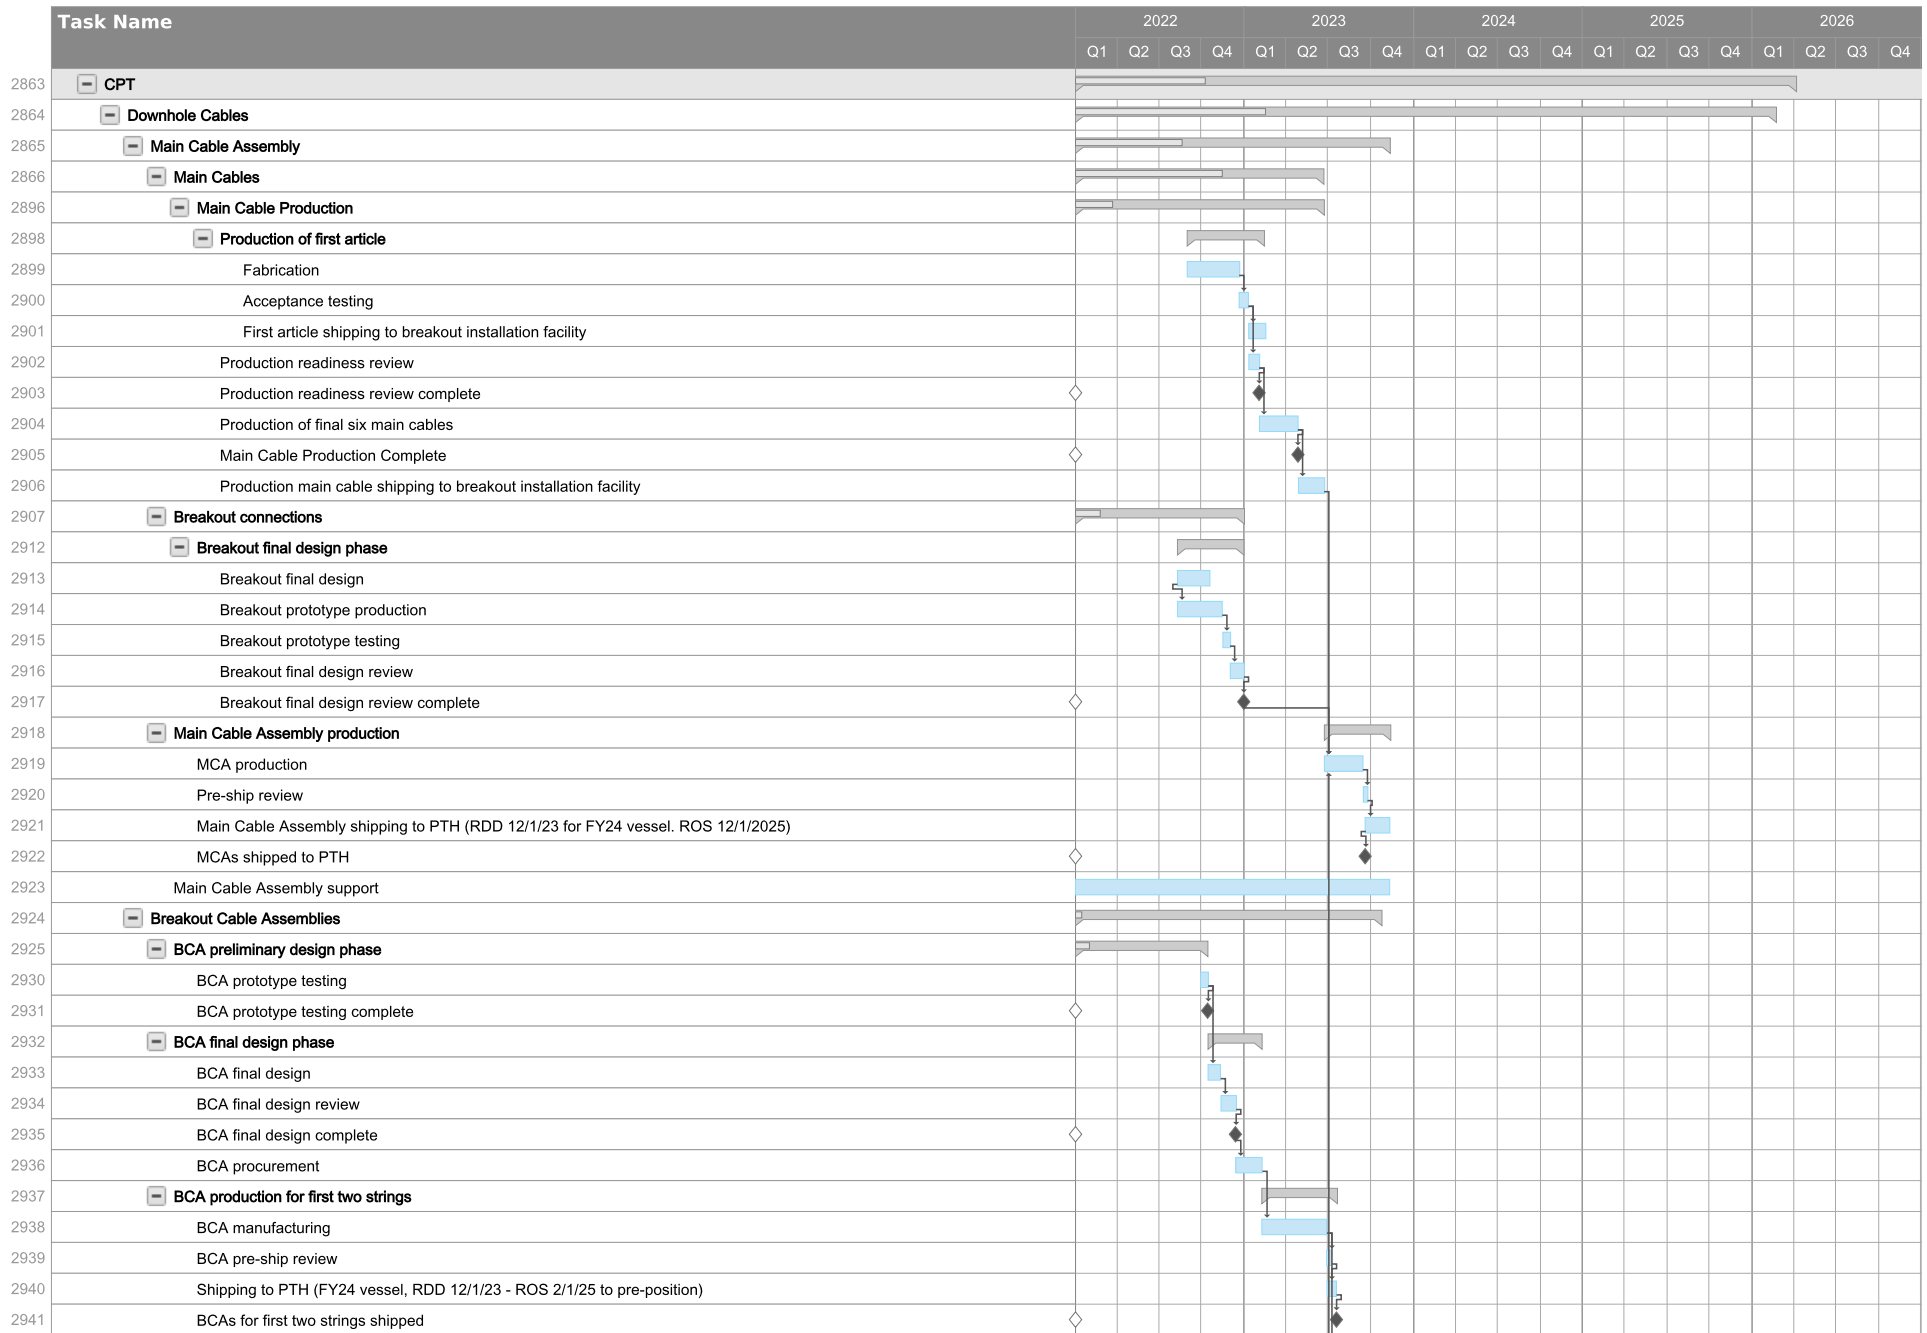 Task Name
2022 2023 2024 2025 2026
Q1 Q2 Q3 Q4 Q1 Q2 Q3 Q4 Q1 Q2 Q3 Q4 Q1 Q2 Q3 Q4 Q1 Q2 Q3 Q4
2863 CPT
2864 Downhole Cables
2865 Main Cable Assembly
2866 Main Cables
2896 Main Cable Production
2898 Production of first article
2899 Fabrication
2900 Acceptance testing
2901 First article shipping to breakout installation facility
2902 Production readiness review
2903 Production readiness review complete
2904 Production of final six main cables
2905 Main Cable Production Complete
2906 Production main cable shipping to breakout installation facility
2907 Breakout connections
2912 Breakout final design phase
2913 Breakout final design
2914 Breakout prototype production
2915 Breakout prototype testing
2916 Breakout final design review
2917 Breakout final design review complete
2918 Main Cable Assembly production
2919 MCA production
2920 Pre-ship review
2921 Main Cable Assembly shipping to PTH (RDD 12/1/23 for FY24 vessel. ROS 12/1/2025)
2922 MCAs shipped to PTH
2923 Main Cable Assembly support
2924 Breakout Cable Assemblies
2925 BCA preliminary design phase
2930 BCA prototype testing
2931 BCA prototype testing complete
2932 BCA final design phase
2933 BCA final design
2934 BCA final design review
2935 BCA final design complete
2936 BCA procurement
2937 BCA production for first two strings
2938 BCA manufacturing
2939 BCA pre-ship review
2940 Shipping to PTH (FY24 vessel, RDD 12/1/23 - ROS 2/1/25 to pre-position)
2941 BCAs for first two strings shipped